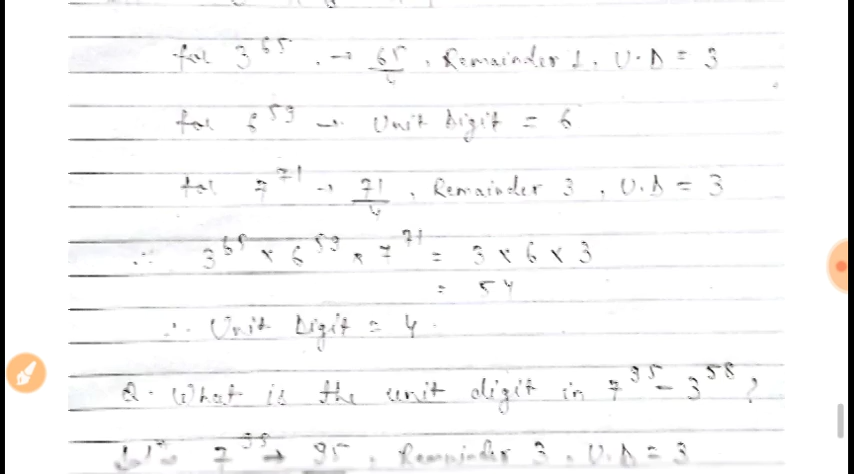 for 3^65 . → 65/4 , Remainder 1. U.D = 3
for 6^59 → Unit Digit = 6
for 7^71 → 71/4 , Remainder 3 , U.D = 3
∴ 3^65 × 6^59 × 7^71 = 3 × 6 × 3
= 54
∴ Unit Digit = 4.
Q. What is the unit digit in 7^95 - 3^58 ?
7^95 → 95 , Remainder 3 , U.D = 3